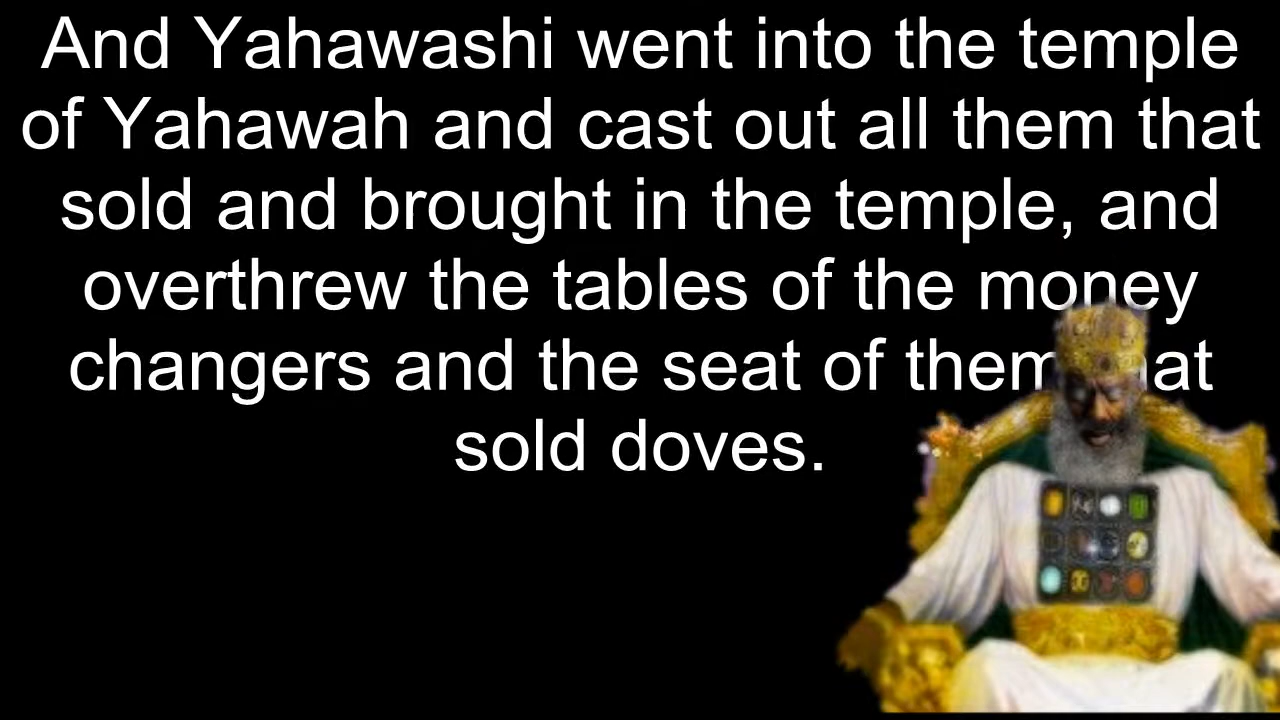 And Yahawashi went into the temple
of Yahawah and cast out all them that
sold and brought in the temple, and
overthrew the tables of the money
changers and the seat of them that
sold doves.